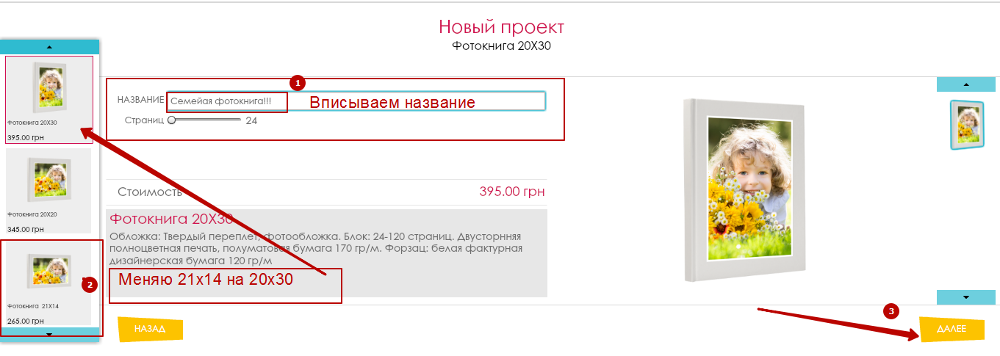 Новый проект
Фотокнига 20X30
Фотокнига 20X30
395.00 грн
Фотокнига 20X20
345.00 грн
2
Фотокнига 21X14
265.00 грн
1
НАЗВАНИЕ Семейая фотокнига!!! Вписываем название
Страниц 24
Стоимость 395.00 грн
Фотокнига 20X30
Обложка: Твердый переплет, фотообложка. Блок: 24-120 страниц. Двусторнняя
полноцветная печать, полуматовая бумага 170 гр/м. Форзац: белая фактурная
дизайнерская бумага 120 гр/м
Меняю 21х14 на 20х30
НАЗАД
3
ДАЛЕЕ